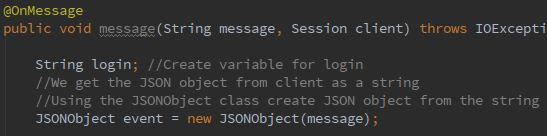 @OnMessage
public void message(String message, Session client) throws IOExcepti
String login; //Create variable for login
//We get the JSON object from client as a string
//Using the JSONObject class create JSON object from the string
JSONObject event = new JSONObject(message);